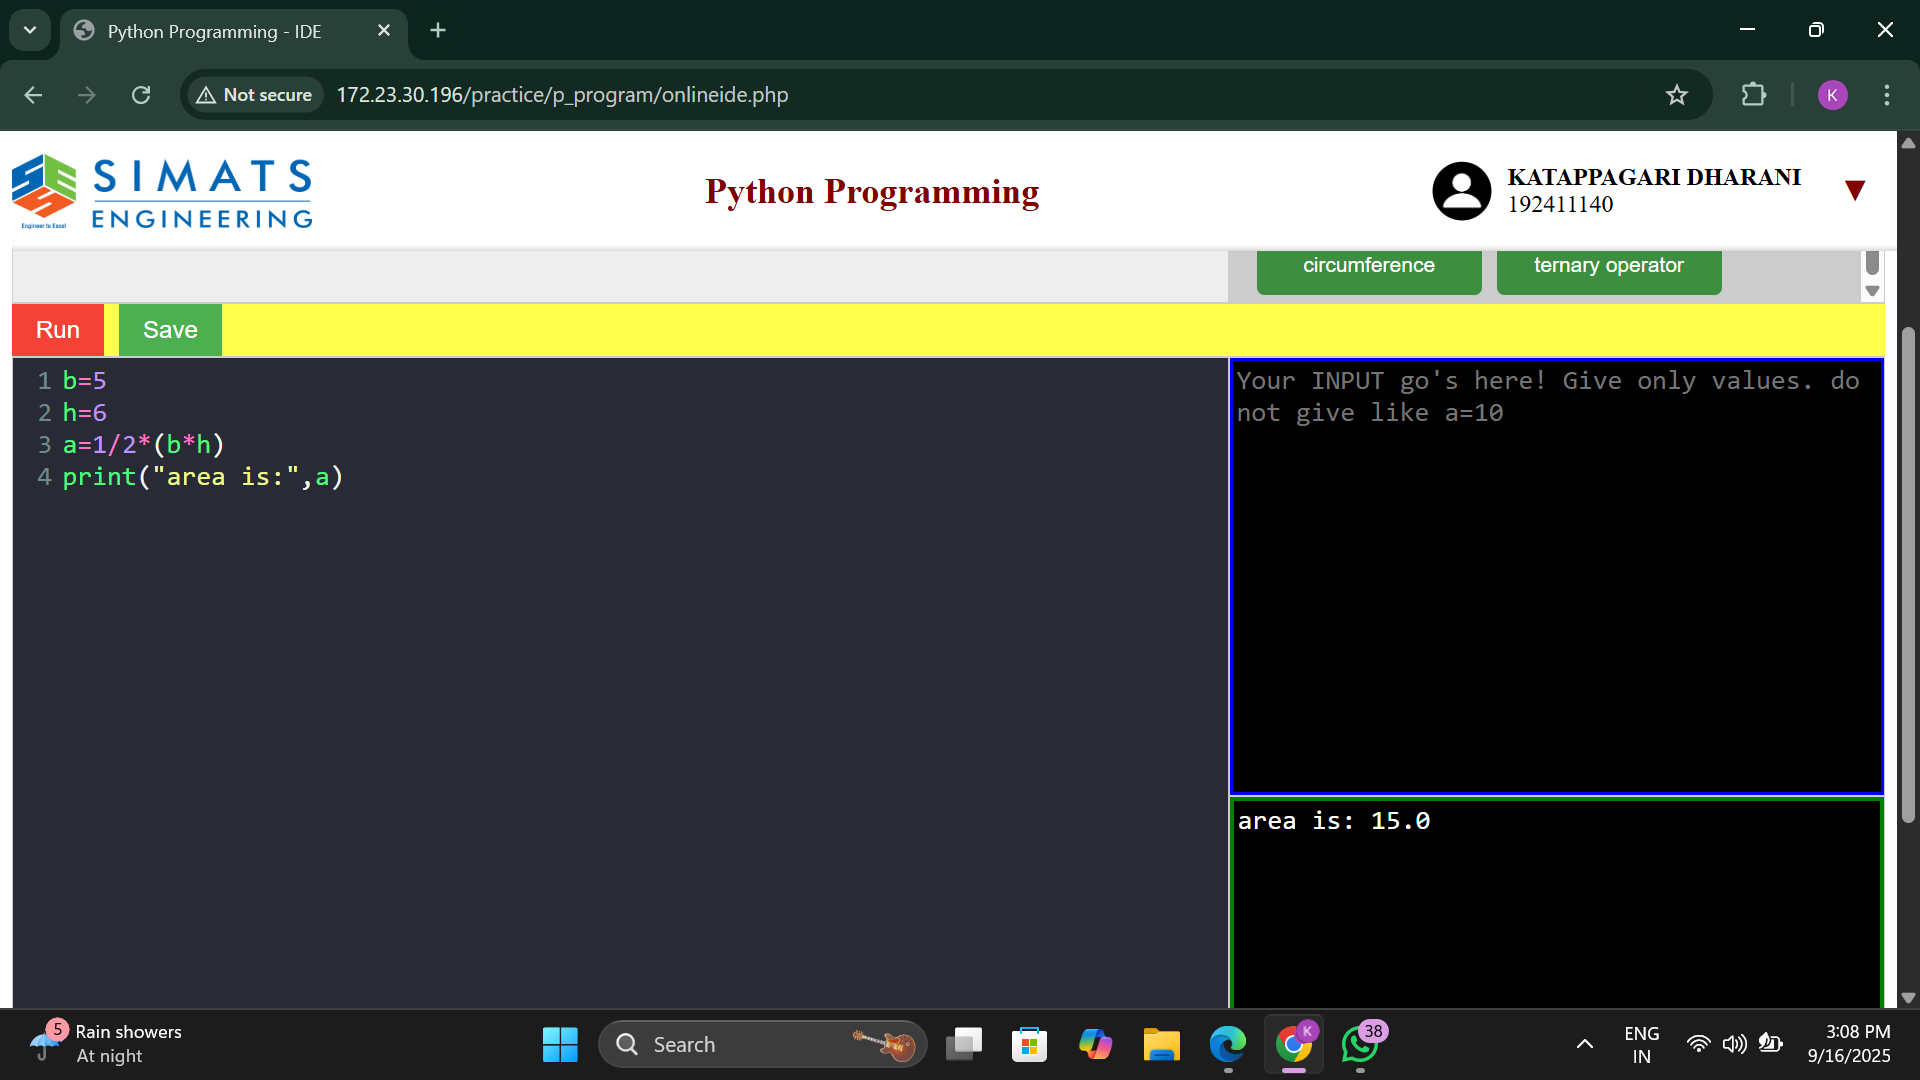 Python Programming - IDE
Not secure
172.23.30.196/practice/p_program/onlineide.php
K
SIMATS
ENGINEERING
Engineer to Excel
Python Programming
KATAPPAGARI DHARANI
192411140
circumference
ternary operator
Run
Save
1 b=5
2 h=6
3 a=1/2*(b*h)
4 print("area is:",a)
Your INPUT go's here! Give only values. do
not give like a=10
area is: 15.0
5
Rain showers
At night
Search
K
38
ENG
IN
3:08 PM
9/16/2025